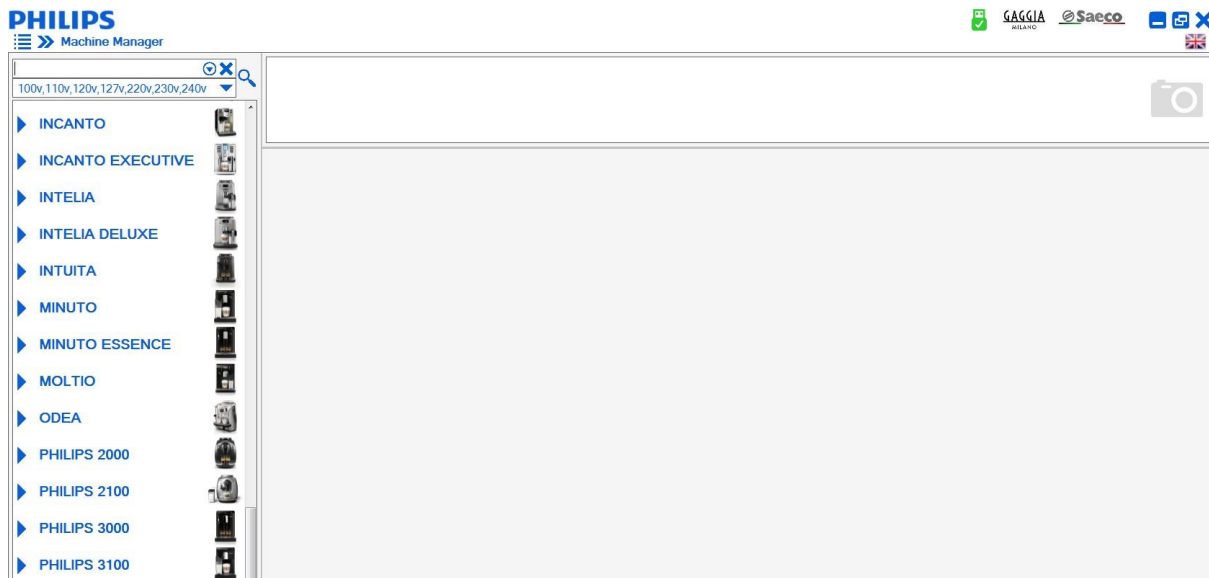 PHILIPS
GAGGIA
MILANO
Saeco
Machine Manager
100v,110v,120v,127v,220v,230v,240v
INCANTO
INCANTO EXECUTIVE
INTELIA
INTELIA DELUXE
INTUITA
MINUTO
MINUTO ESSENCE
MOLTIO
ODEA
PHILIPS 2000
PHILIPS 2100
PHILIPS 3000
PHILIPS 3100